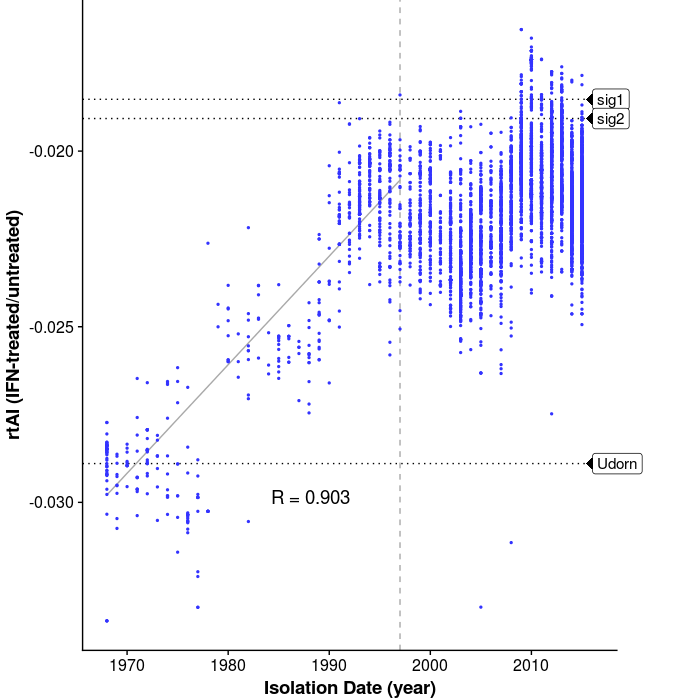 sig1
sig2
-0.020
-0.025
Udorn
-0.030
R = 0.903
rtAI (IFN-treated/untreated)
1970 1980 1990 2000 2010
Isolation Date (year)